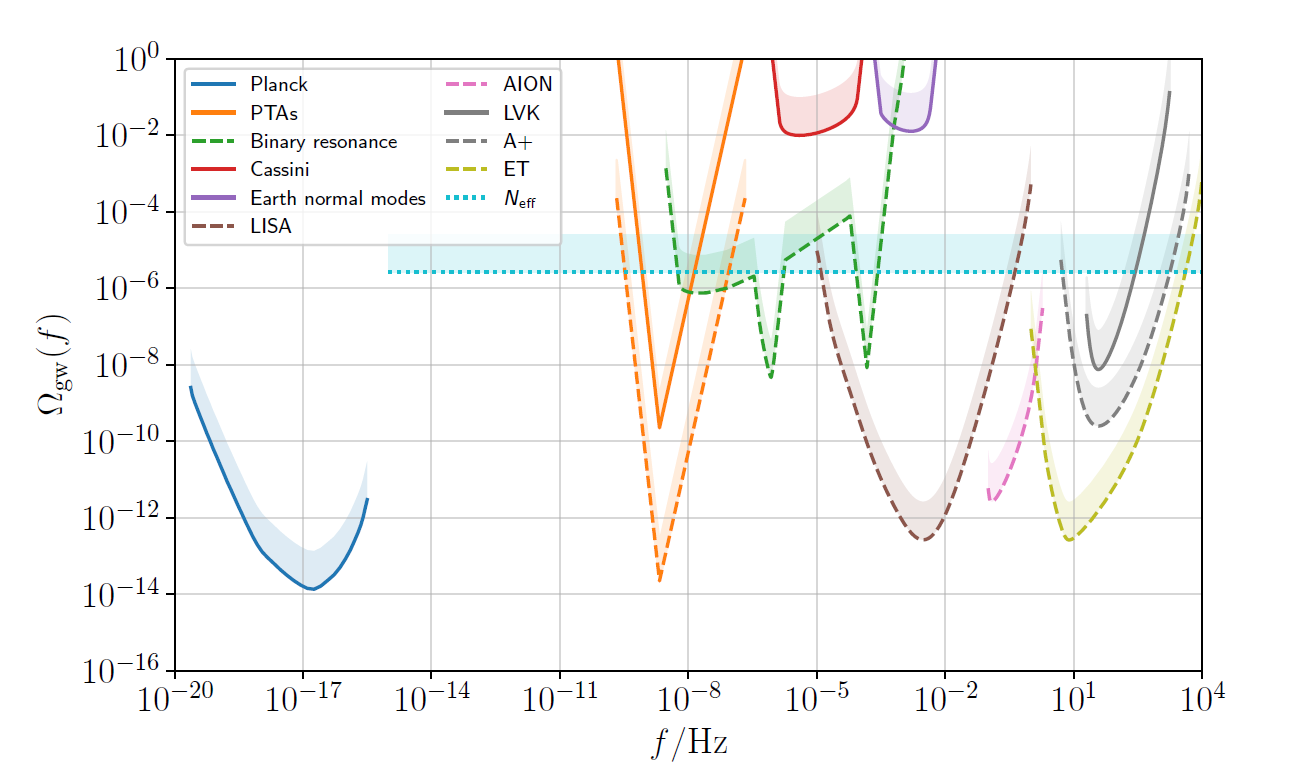 10^0
10^−2
10^−4
10^−6
10^−8
10^−10
10^−12
10^−14
10^−16
Ω_gw(f)
Planck
PTAs
Binary resonance
Cassini
Earth normal modes
LISA
AION
LVK
A+
ET
N_eff
10^−20 10^−17 10^−14 10^−11 10^−8 10^−5 10^−2 10^1 10^4
f/Hz